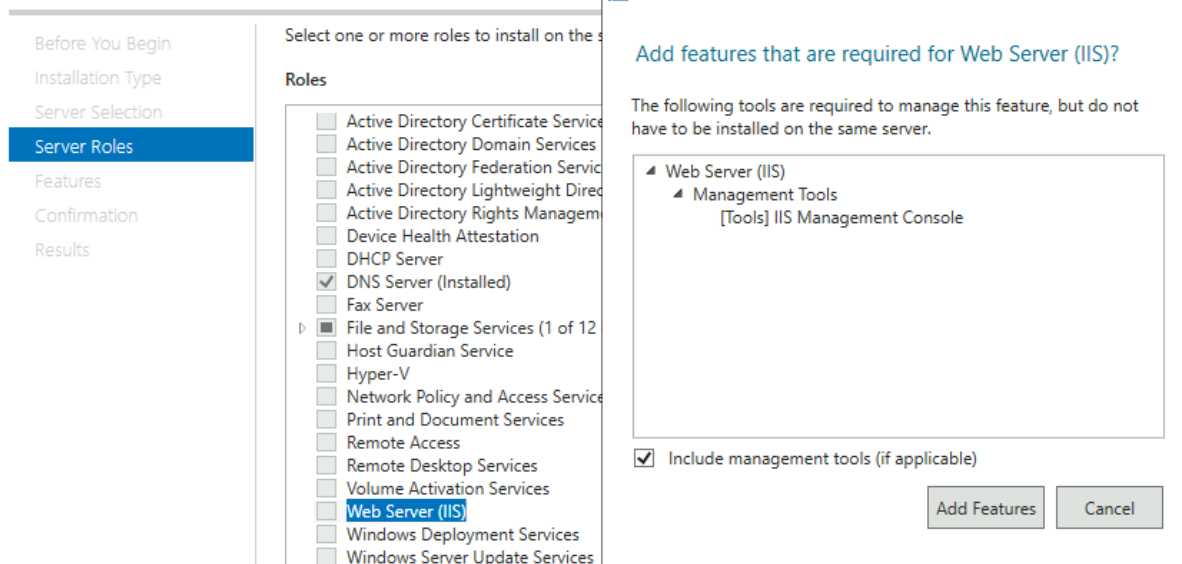 Before You Begin
Installation Type
Server Selection
Server Roles
Features
Confirmation
Results
Select one or more roles to install on the s
Roles
Active Directory Certificate Service
Active Directory Domain Services
Active Directory Federation Servic
Active Directory Lightweight Direc
Active Directory Rights Managem
Device Health Attestation
DHCP Server
DNS Server (Installed)
Fax Server
File and Storage Services (1 of 12
Host Guardian Service
Hyper-V
Network Policy and Access Service
Print and Document Services
Remote Access
Remote Desktop Services
Volume Activation Services
Web Server (IIS)
Windows Deployment Services
Windows Server Update Services
Add features that are required for Web Server (IIS)?
The following tools are required to manage this feature, but do not
have to be installed on the same server.
Web Server (IIS)
Management Tools
[Tools] IIS Management Console
Include management tools (if applicable)
Add Features
Cancel